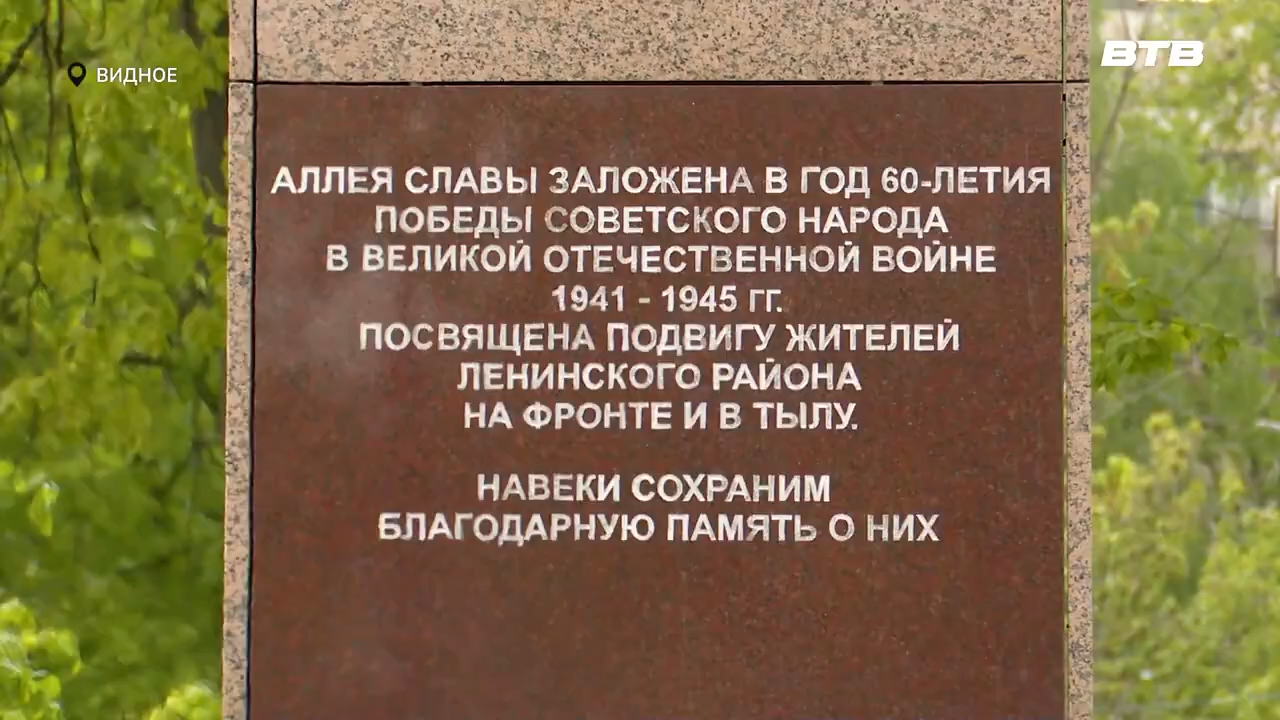 ВИДНОЕ
ВТВ
АЛЛЕЯ СЛАВЫ ЗАЛОЖЕНА В ГОД 60-ЛЕТИЯ
ПОБЕДЫ СОВЕТСКОГО НАРОДА
В ВЕЛИКОЙ ОТЕЧЕСТВЕННОЙ ВОЙНЕ
1941 - 1945 ГГ.
ПОСВЯЩЕНА ПОДВИГУ ЖИТЕЛЕЙ
ЛЕНИНСКОГО РАЙОНА
НА ФРОНТЕ И В ТЫЛУ.
НАВЕКИ СОХРАНИМ
БЛАГОДАРНУЮ ПАМЯТЬ О НИХ